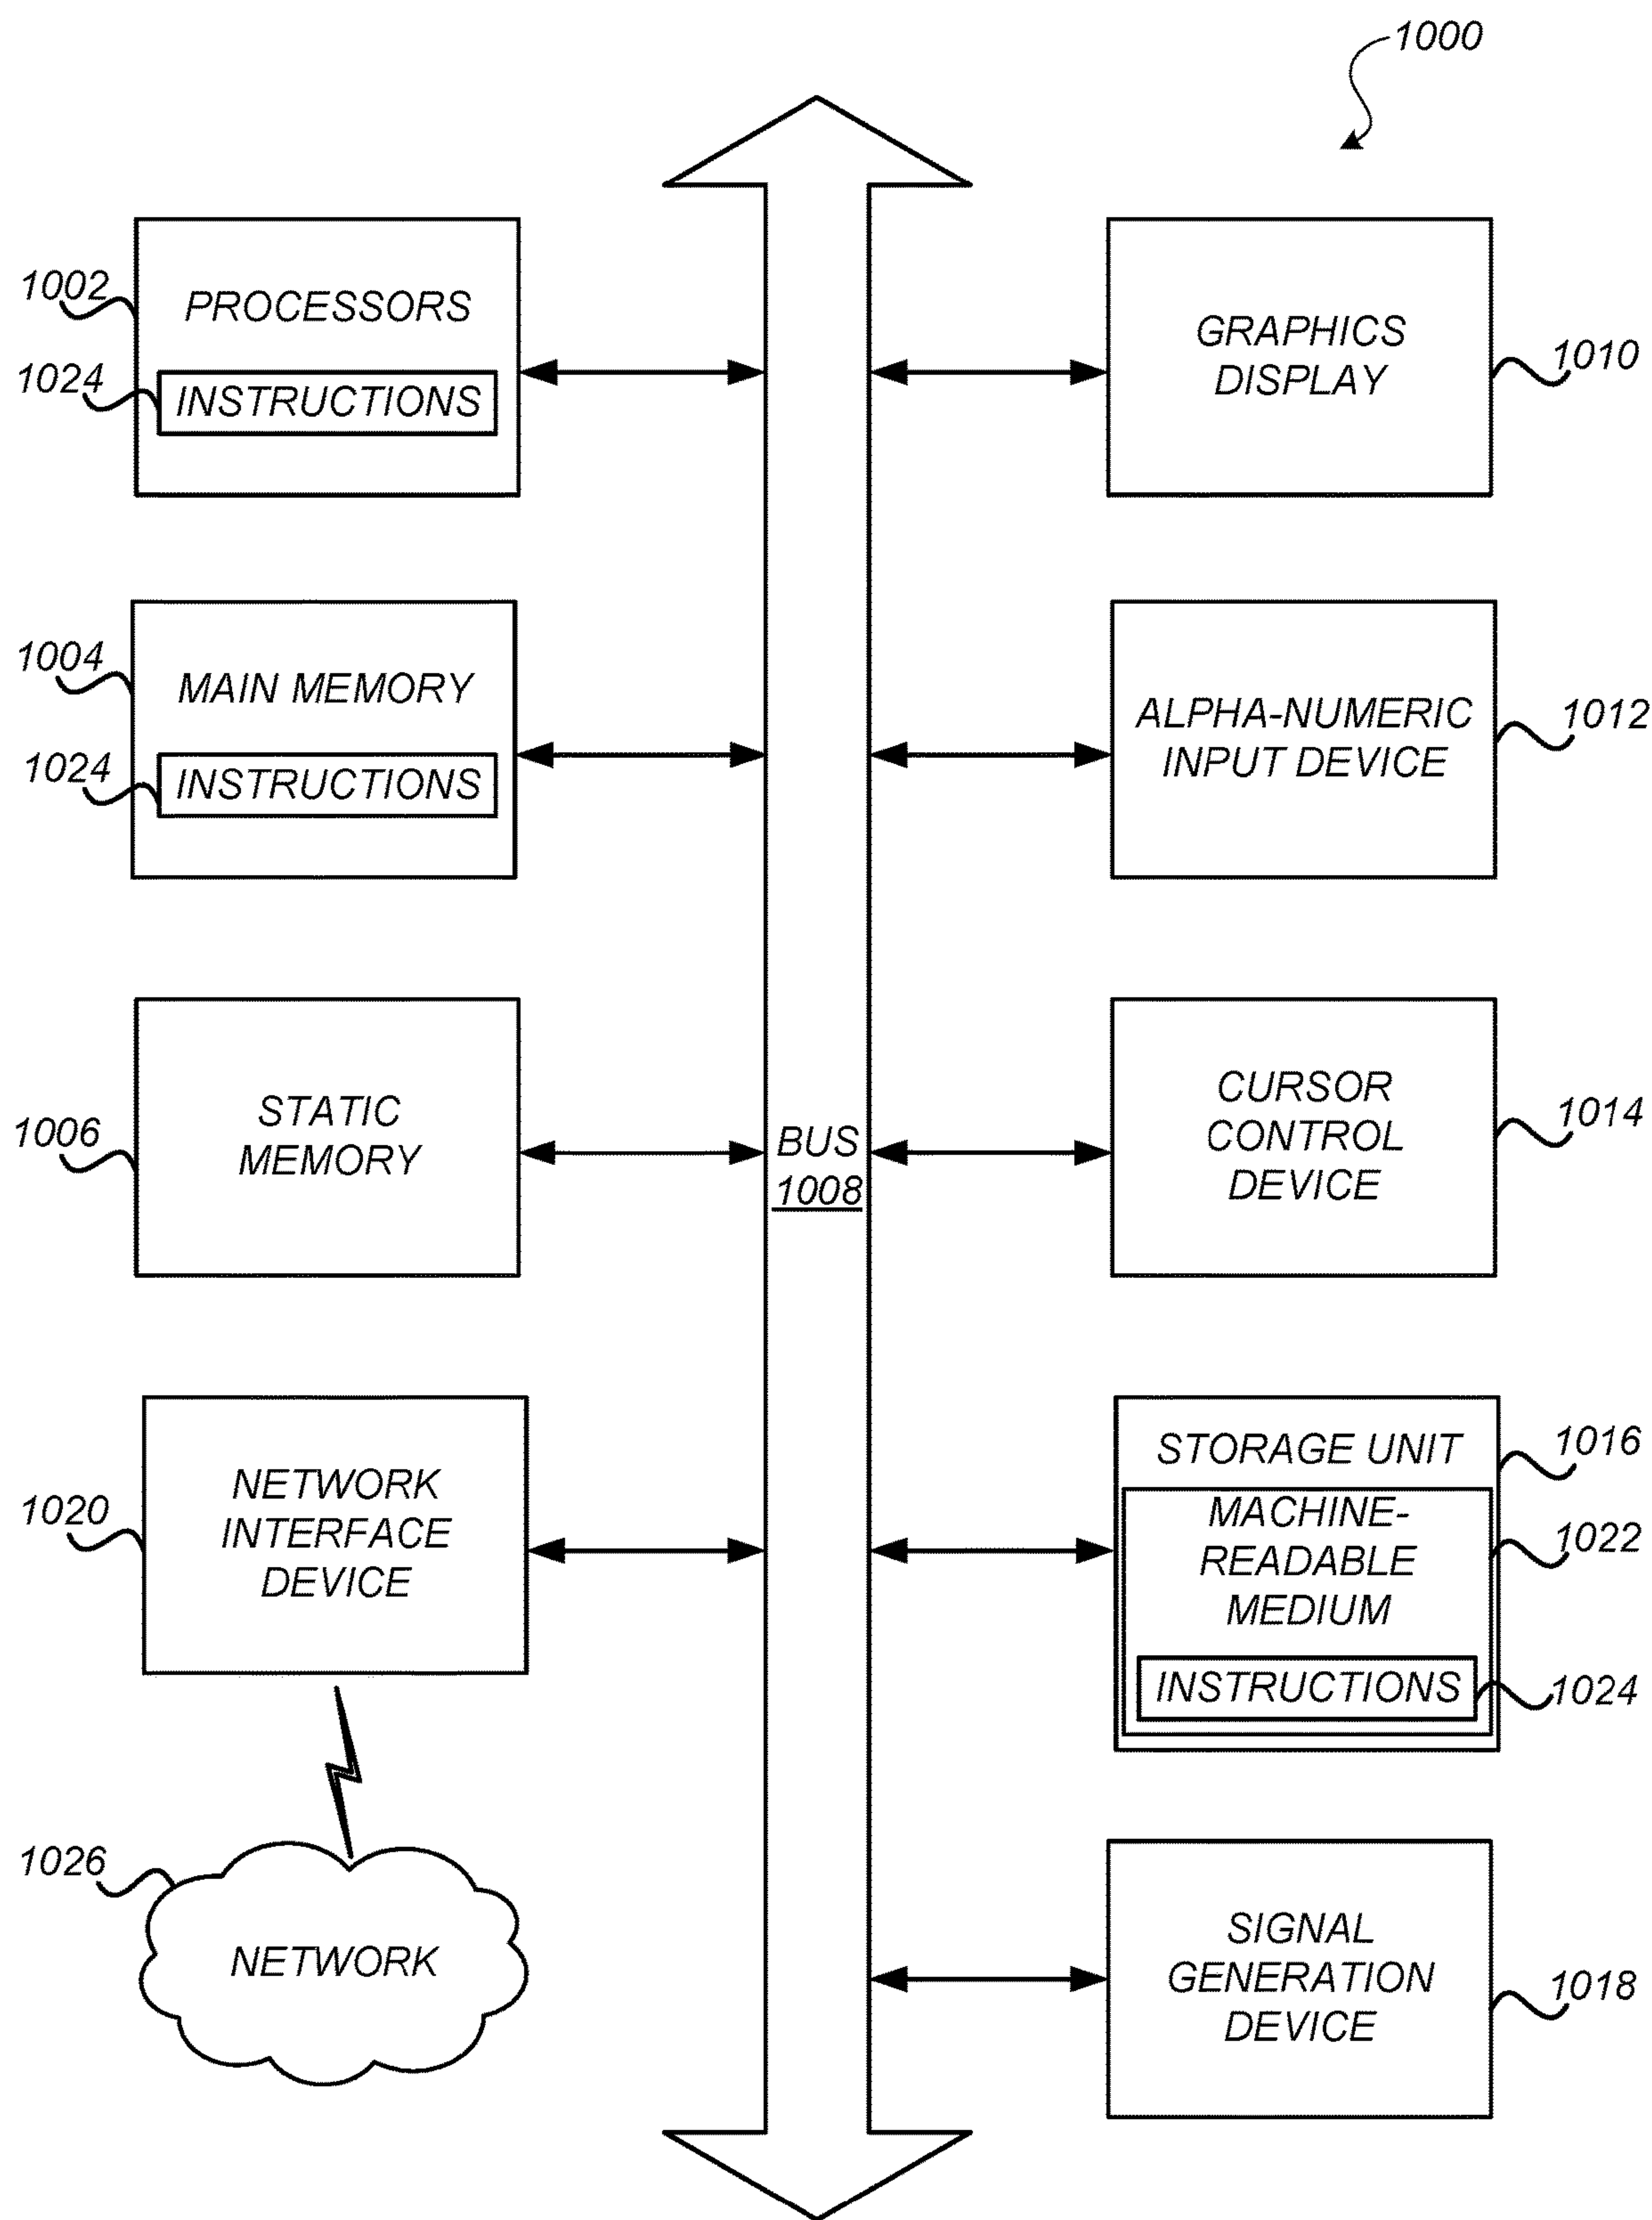 1000
1002
PROCESSORS
1024
INSTRUCTIONS
1004
MAIN MEMORY
1024
INSTRUCTIONS
1006
STATIC
MEMORY
1020
NETWORK
INTERFACE
DEVICE
1026
NETWORK
BUS
1008
GRAPHICS
DISPLAY
1010
ALPHA-NUMERIC
INPUT DEVICE
1012
CURSOR
CONTROL
DEVICE
1014
STORAGE UNIT
1016
MACHINE-
READABLE
MEDIUM
1022
INSTRUCTIONS
1024
SIGNAL
GENERATION
DEVICE
1018